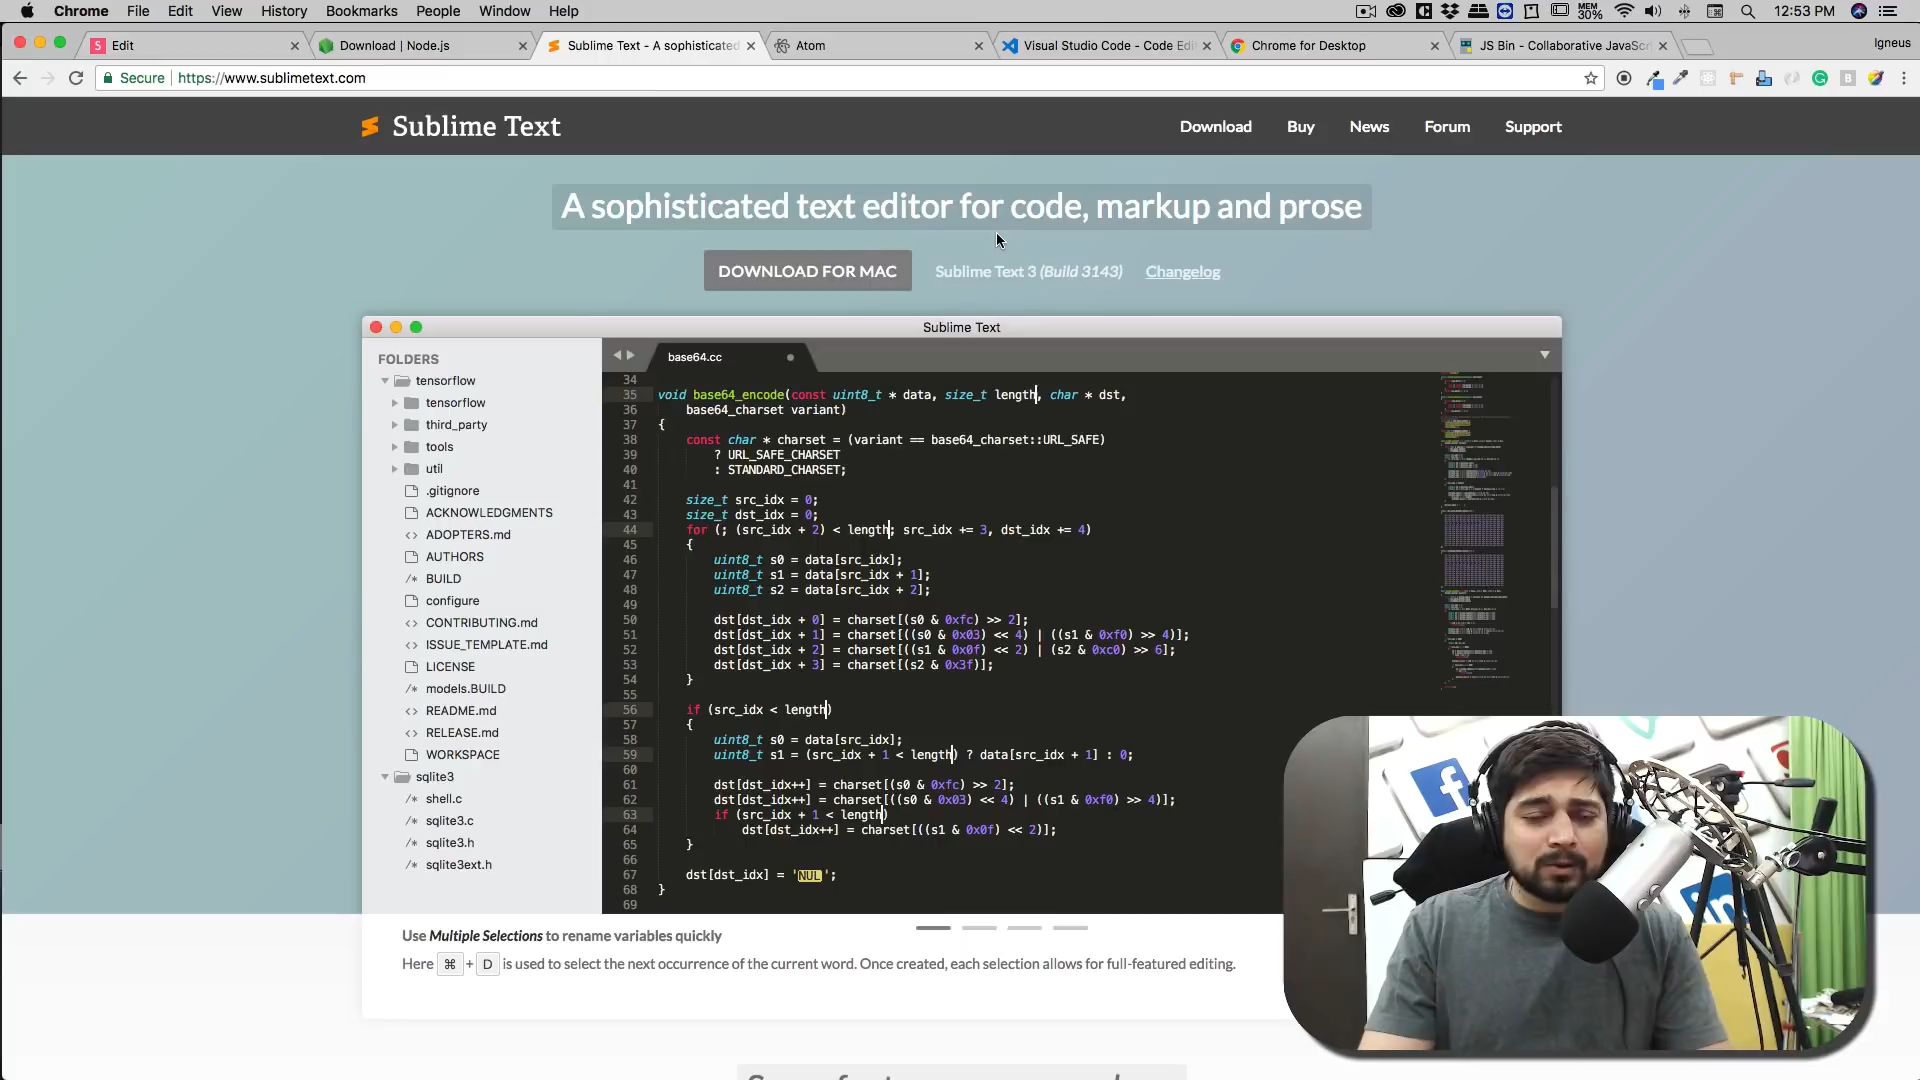 Chrome File Edit View History Bookmarks People Window Help MEM 30% 12:53 PM
Edit Download | Node.js Sublime Text - A sophisticated Atom Visual Studio Code - Code Edi Chrome for Desktop JS Bin - Collaborative JavaScr Igneus
Secure https://www.sublimetext.com
Sublime Text Download Buy News Forum Support
A sophisticated text editor for code, markup and prose
DOWNLOAD FOR MAC Sublime Text 3 (Build 3143) Changelog
Sublime Text
FOLDERS
tensorflow
tensorflow
third_party
tools
util
.gitignore
ACKNOWLEDGMENTS
ADOPTERS.md
AUTHORS
BUILD
configure
CONTRIBUTING.md
ISSUE_TEMPLATE.md
LICENSE
models.BUILD
README.md
RELEASE.md
WORKSPACE
sqlite3
shell.c
sqlite3.c
sqlite3.h
sqlite3ext.h
base64.cc
34
35 void base64_encode(const uint8_t * data, size_t length, char * dst,
36 base64_charset variant)
37 {
38 const char * charset = (variant == base64_charset::URL_SAFE)
39 ? URL_SAFE_CHARSET
40 : STANDARD_CHARSET;
41
42 size_t src_idx = 0;
43 size_t dst_idx = 0;
44 for (; (src_idx + 2) < length; src_idx += 3, dst_idx += 4)
45 {
46 uint8_t s0 = data[src_idx];
47 uint8_t s1 = data[src_idx + 1];
48 uint8_t s2 = data[src_idx + 2];
49
50 dst[dst_idx + 0] = charset[(s0 & 0xfc) >> 2];
51 dst[dst_idx + 1] = charset[((s0 & 0x03) << 4) | ((s1 & 0xf0) >> 4)];
52 dst[dst_idx + 2] = charset[((s1 & 0x0f) << 2) | (s2 & 0xc0) >> 6];
53 dst[dst_idx + 3] = charset[(s2 & 0x3f)];
54 }
55
56 if (src_idx < length)
57 {
58 uint8_t s0 = data[src_idx];
59 uint8_t s1 = (src_idx + 1 < length) ? data[src_idx + 1] : 0;
60
61 dst[dst_idx++] = charset[(s0 & 0xfc) >> 2];
62 dst[dst_idx++] = charset[((s0 & 0x03) << 4) | ((s1 & 0xf0) >> 4)];
63 if (src_idx + 1 < length)
64 dst[dst_idx++] = charset[((s1 & 0x0f) << 2)];
65 }
66
67 dst[dst_idx] = 'NUL';
68 }
69
Use Multiple Selections to rename variables quickly
Here ⌘ + D is used to select the next occurrence of the current word. Once created, each selection allows for full-featured editing.